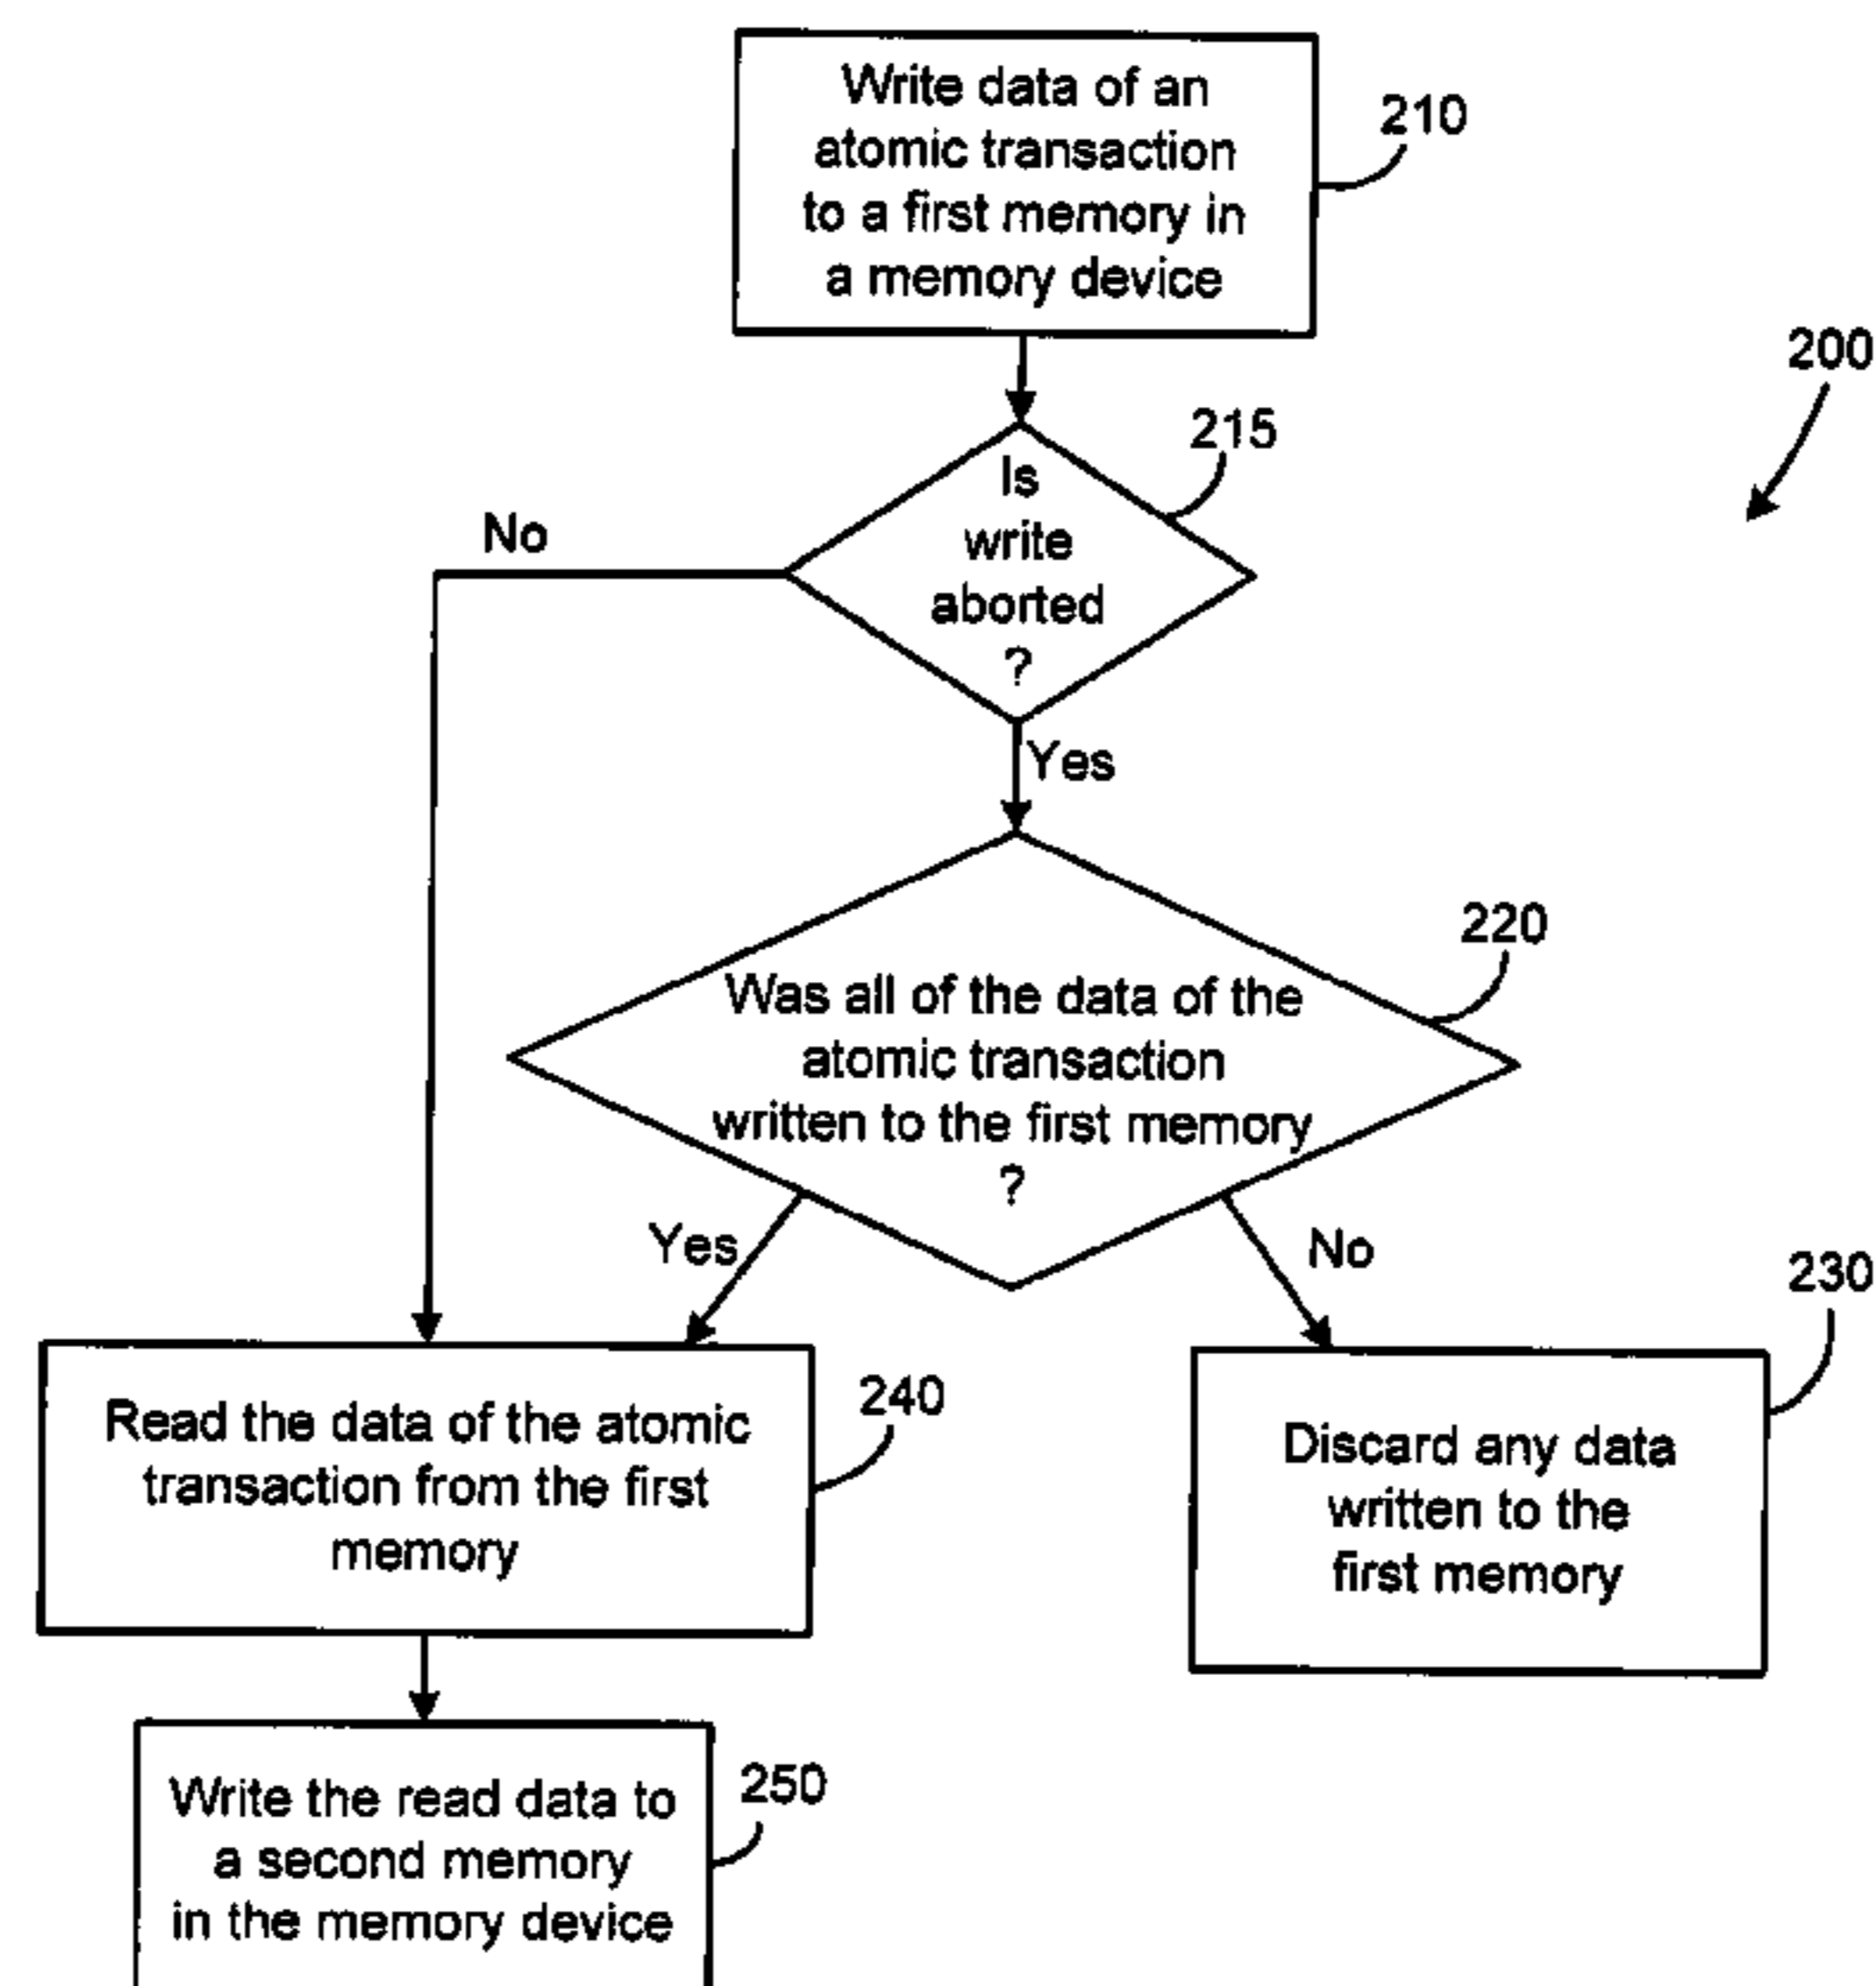 Write data of an
atomic transaction
to a first memory in
a memory device
210
200
215
Is
write
aborted
?
No
Yes
220
Was all of the data of the
atomic transaction
written to the first memory
?
Yes
No
230
240
Read the data of the atomic
transaction from the first
memory
Discard any data
written to the
first memory
250
Write the read data to
a second memory
in the memory device